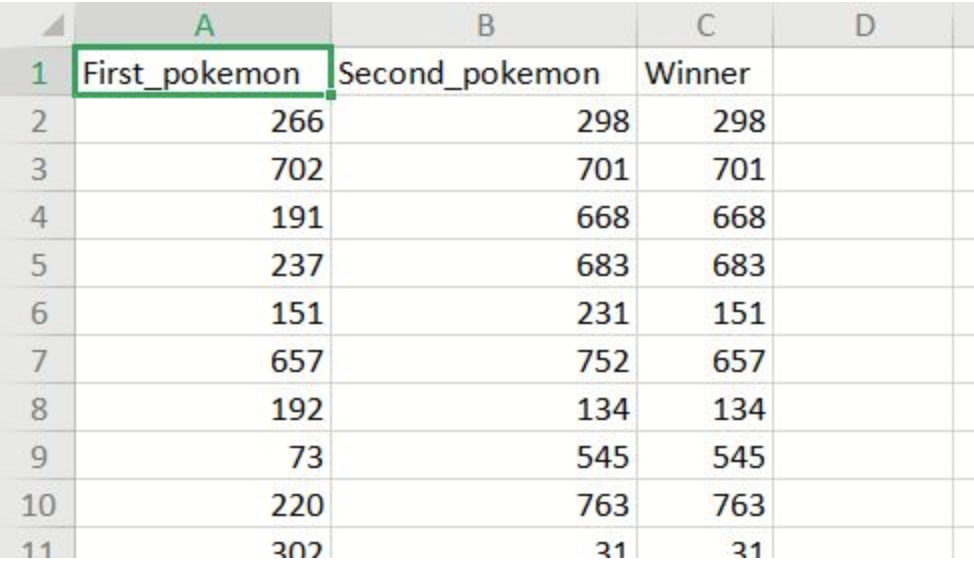 A B C D
1 First_pokemon Second_pokemon Winner
2 266 298 298
3 702 701 701
4 191 668 668
5 237 683 683
6 151 231 151
7 657 752 657
8 192 134 134
9 73 545 545
10 220 763 763
11 302 31 31